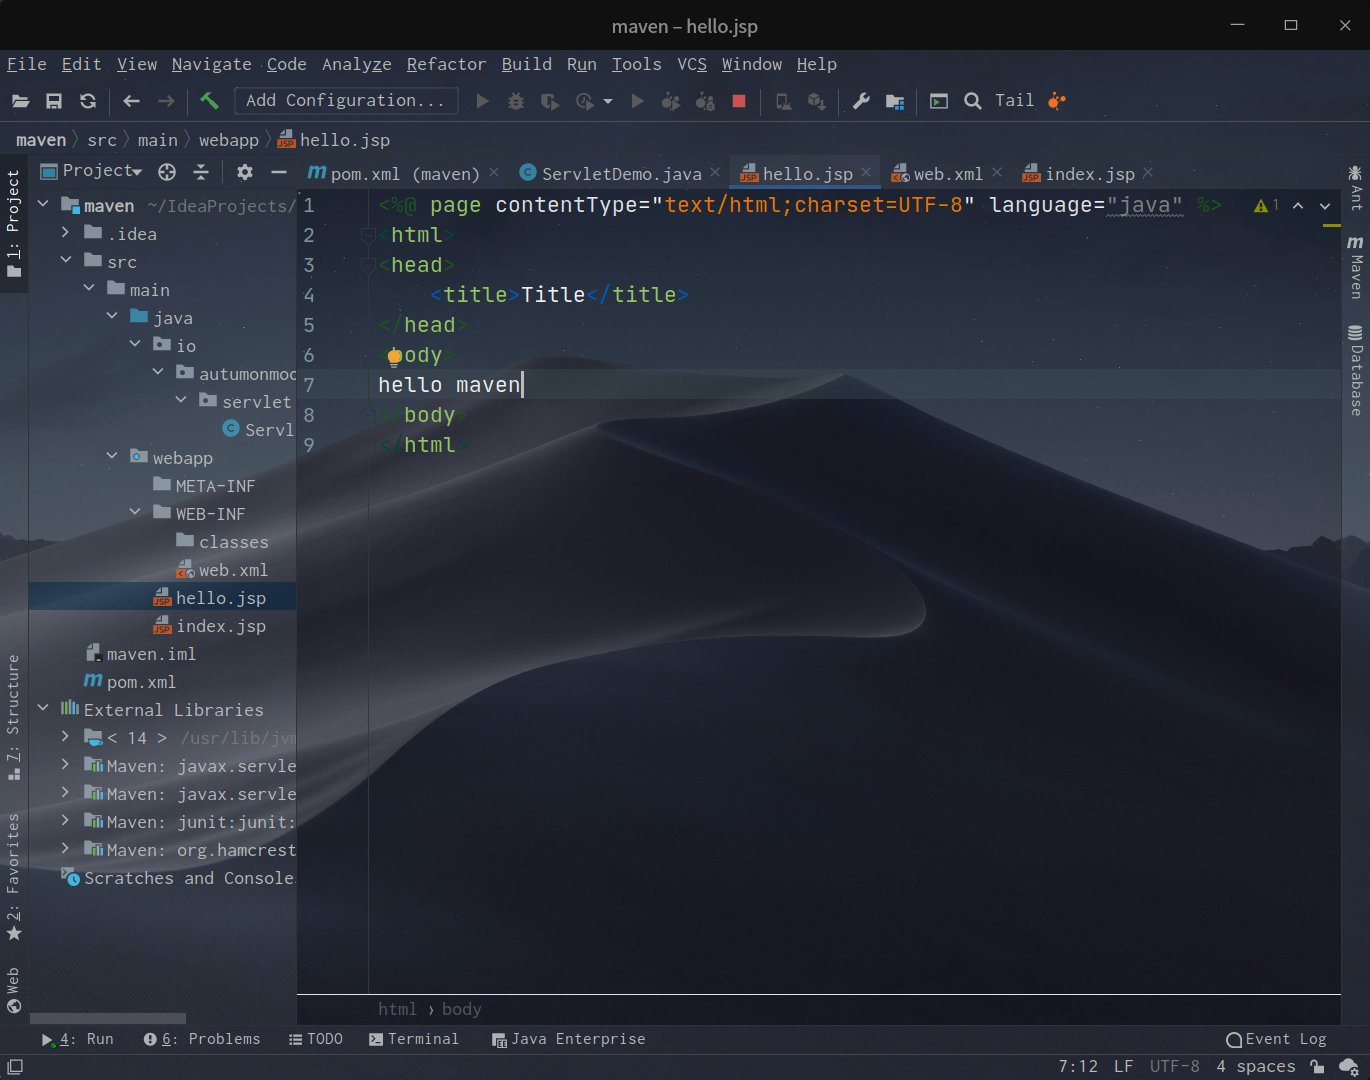 maven – hello.jsp
File Edit View Navigate Code Analyze Refactor Build Run Tools VCS Window Help
Add Configuration... Tail
maven src main webapp hello.jsp
Project
pom.xml (maven) ServletDemo.java hello.jsp web.xml index.jsp
1: Project
7: Structure
2: Favorites
Web
maven ~/IdeaProjects/
.idea
src
main
java
io
autumonmoo
servlet
Servl
webapp
META-INF
WEB-INF
classes
web.xml
hello.jsp
index.jsp
maven.iml
pom.xml
External Libraries
< 14 > /usr/lib/jvm
Maven: javax.servle
Maven: javax.servle
Maven: junit:junit:
Maven: org.hamcrest
Scratches and Console
1 <%@ page contentType="text/html;charset=UTF-8" language="java" %> 1
2 <html>
3 <head>
4 <title>Title</title>
5 </head>
6 <body>
7 hello maven
8 </body>
9 </html>
Ant
Maven
Database
html › body
4: Run 6: Problems TODO Terminal Java Enterprise Event Log
7:12 LF UTF-8 4 spaces